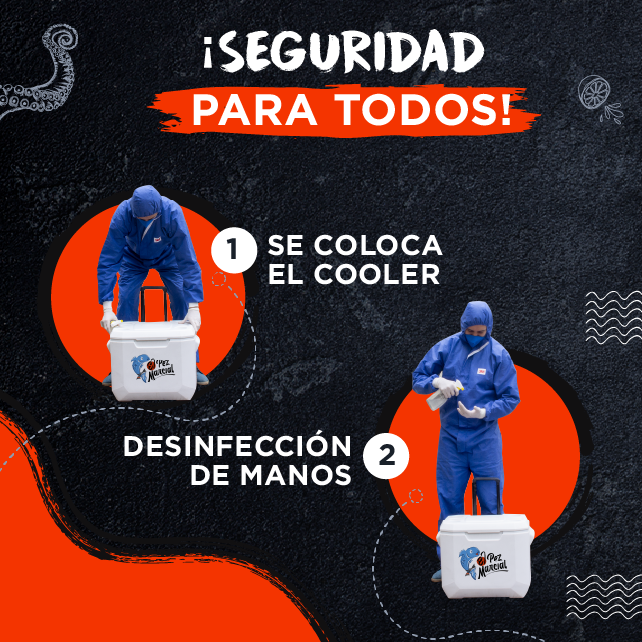 ¡SEGURIDAD
PARA TODOS!
1
SE COLOCA
EL COOLER
Pez
Marcial
DESINFECCIÓN
DE MANOS
2
Pez
Marcial